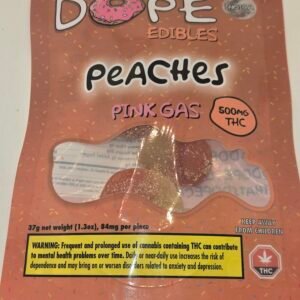 DOPE
EDIBLES
PEACHES
PINK GAS
500MG
THC
37g net weight (1.3oz), 84mg per piece
KEEP AWAY
FROM CHILDREN
WARNING: Frequent and prolonged use of cannabis containing THC can contribute
to mental health problems over time. Daily or near-daily use increases the risk of
dependence and may bring on or worsen disorders related to anxiety and depression.
THC